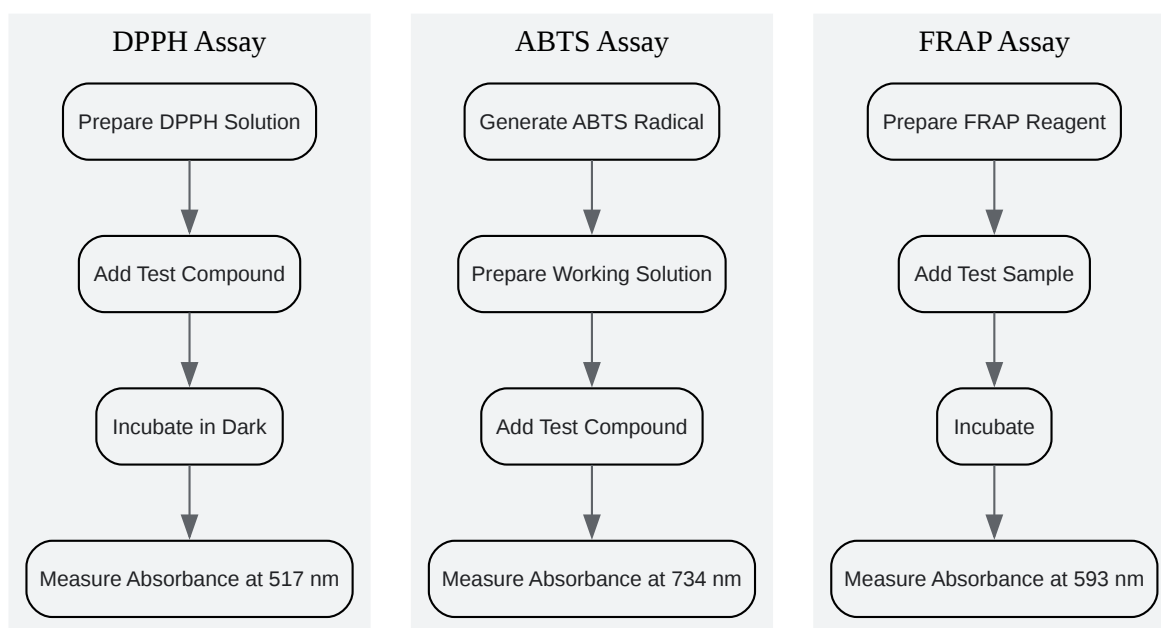 DPPH Assay
Prepare DPPH Solution
Add Test Compound
Incubate in Dark
Measure Absorbance at 517 nm
ABTS Assay
Generate ABTS Radical
Prepare Working Solution
Add Test Compound
Measure Absorbance at 734 nm
FRAP Assay
Prepare FRAP Reagent
Add Test Sample
Incubate
Measure Absorbance at 593 nm